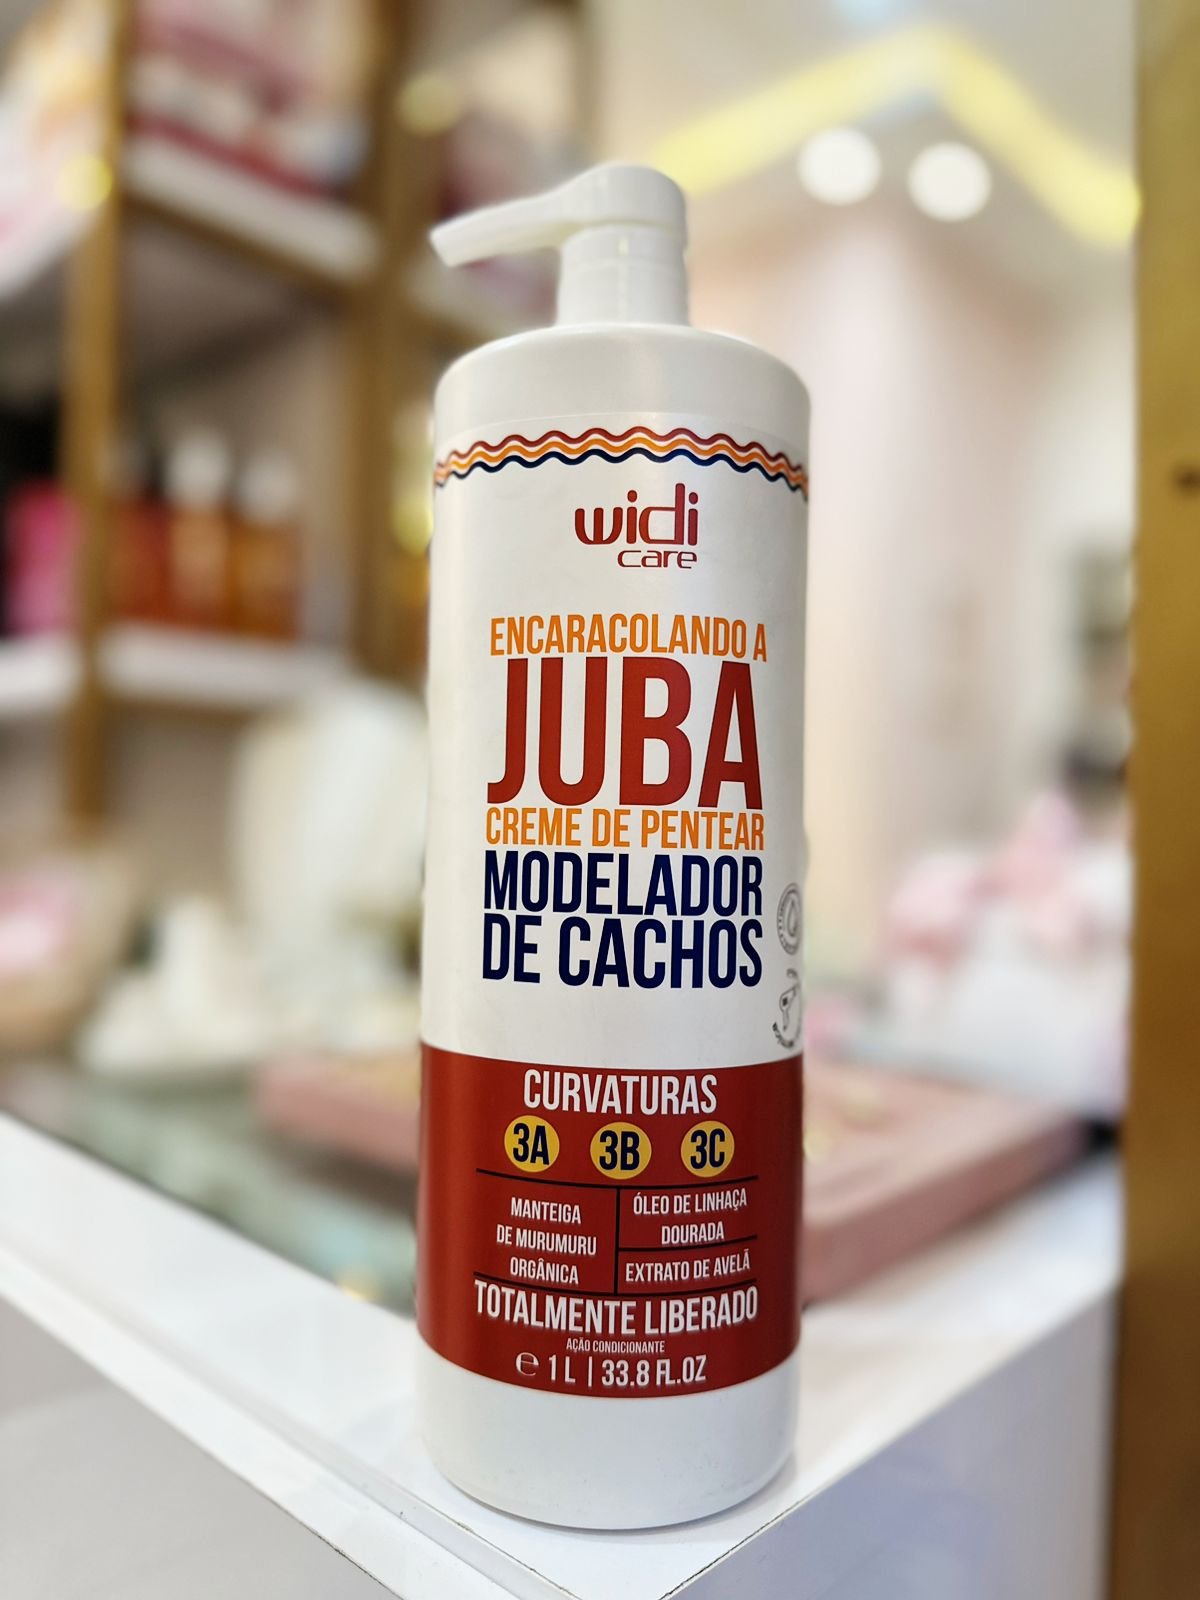 widi
care
ENCARACOLANDO A
JUBA
CREME DE PENTEAR
MODELADOR
DE CACHOS
CURVATURAS
3A 3B 3C
MANTEIGA
DE MURUMURU
ORGÂNICA
ÓLEO DE LINHAÇA
DOURADA
EXTRATO DE AVELÃ
TOTALMENTE LIBERADO
AÇÃO CONDICIONANTE
℮ 1 L | 33.8 FL.OZ